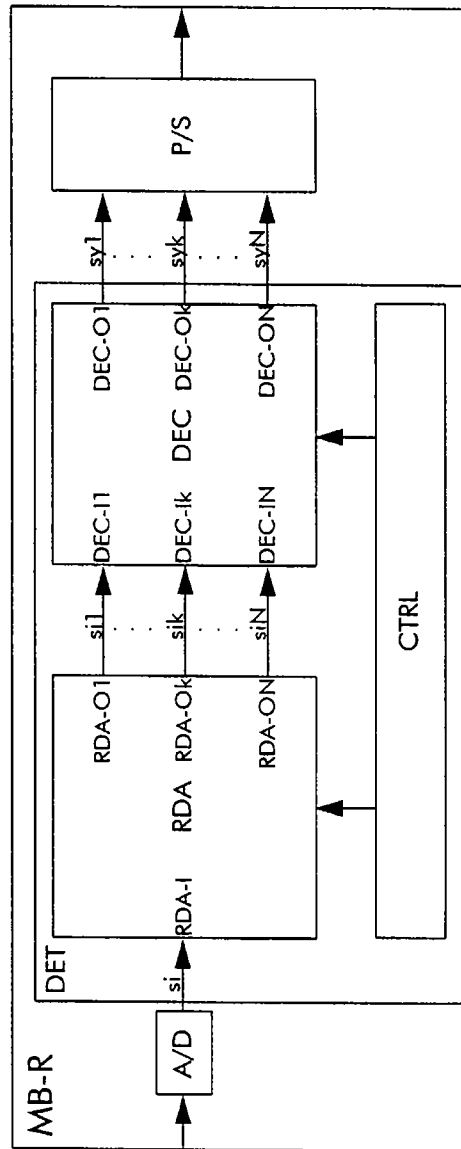 MB-R
A/D
si
DET
RDA-I
RDA
RDA-O1
RDA-Ok
RDA-ON
si1
sik
siN
DEC-I1
DEC-Ik
DEC-IN
DEC
DEC-O1
DEC-Ok
DEC-ON
sy1
syk
syN
P/S
CTRL